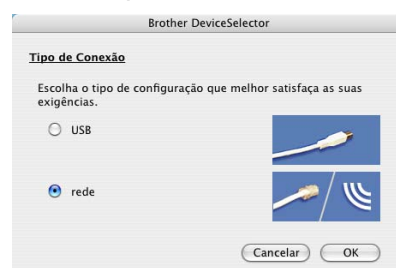 Brother DeviceSelector
Tipo de Conexão
Escolha o tipo de configuração que melhor satisfaça as suas
exigências.
USB
rede
Cancelar
OK